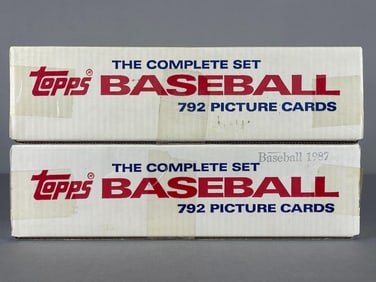 THE COMPLETE SET
Topps® BASEBALL
792 PICTURE CARDS
THE COMPLETE SET
Baseball 1987
Topps® BASEBALL
792 PICTURE CARDS